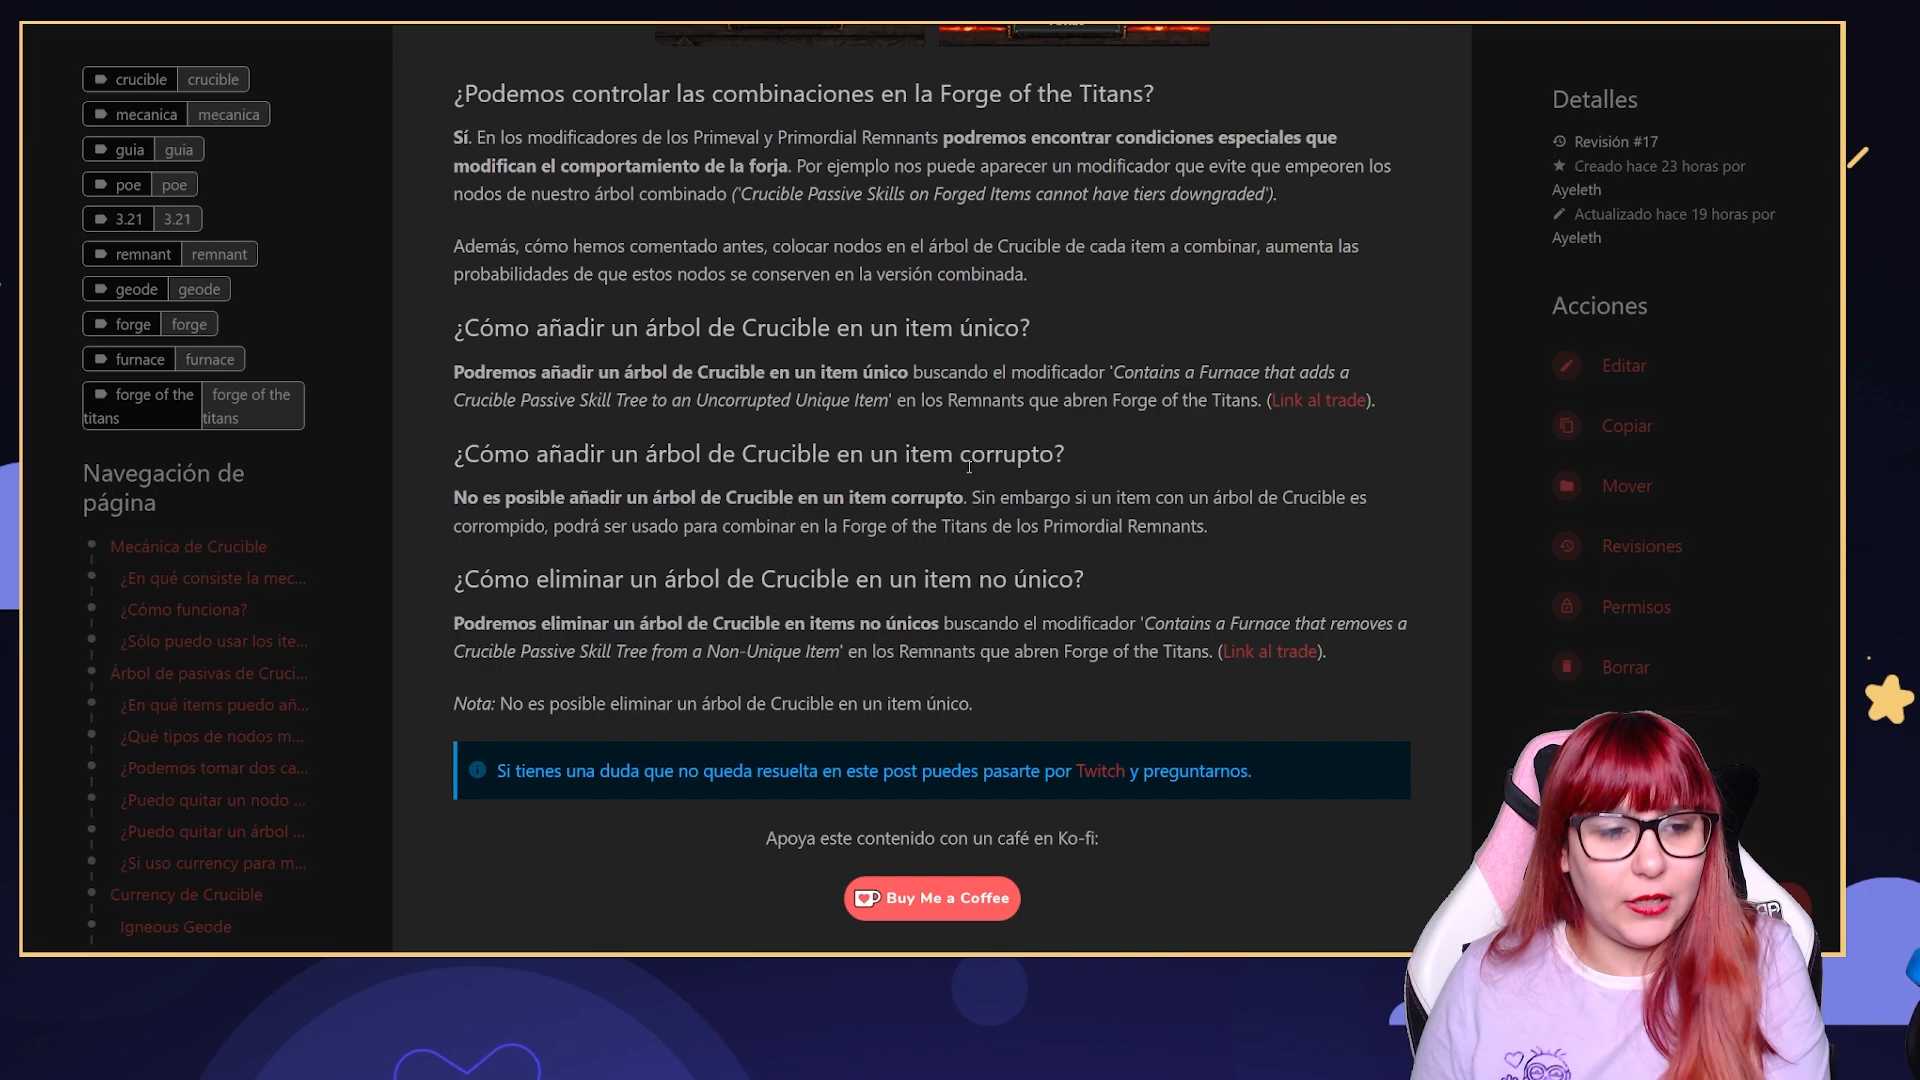 crucible crucible
mecanica mecanica
guia guia
poe poe
3.21 3.21
remnant remnant
geode geode
forge forge
furnace furnace
forge of the titans forge of the titans
Navegación de
página
Mecánica de Crucible
¿En qué consiste la mec...
¿Cómo funciona?
¿Sólo puedo usar los ite...
Árbol de pasivas de Cruci...
¿En qué items puedo añ...
¿Qué tipos de nodos m...
¿Podemos tomar dos ca...
¿Puedo quitar un nodo ...
¿Puedo quitar un árbol ...
¿Si uso currency para m...
Currency de Crucible
Igneous Geode
¿Podemos controlar las combinaciones en la Forge of the Titans?
Sí. En los modificadores de los Primeval y Primordial Remnants podremos encontrar condiciones especiales que
modifican el comportamiento de la forja. Por ejemplo nos puede aparecer un modificador que evite que empeoren los
nodos de nuestro árbol combinado ('Crucible Passive Skills on Forged Items cannot have tiers downgraded').
Además, cómo hemos comentado antes, colocar nodos en el árbol de Crucible de cada item a combinar, aumenta las
probabilidades de que estos nodos se conserven en la versión combinada.
¿Cómo añadir un árbol de Crucible en un item único?
Podremos añadir un árbol de Crucible en un item único buscando el modificador 'Contains a Furnace that adds a
Crucible Passive Skill Tree to an Uncorrupted Unique Item' en los Remnants que abren Forge of the Titans. (Link al trade).
¿Cómo añadir un árbol de Crucible en un item corrupto?
No es posible añadir un árbol de Crucible en un item corrupto. Sin embargo si un item con un árbol de Crucible es
corrompido, podrá ser usado para combinar en la Forge of the Titans de los Primordial Remnants.
¿Cómo eliminar un árbol de Crucible en un item no único?
Podremos eliminar un árbol de Crucible en items no únicos buscando el modificador 'Contains a Furnace that removes a
Crucible Passive Skill Tree from a Non-Unique Item' en los Remnants que abren Forge of the Titans. (Link al trade).
Nota: No es posible eliminar un árbol de Crucible en un item único.
Si tienes una duda que no queda resuelta en este post puedes pasarte por Twitch y preguntarnos.
Apoya este contenido con un café en Ko-fi:
Buy Me a Coffee
Detalles
Revisión #17
Creado hace 23 horas por
Ayeleth
Actualizado hace 19 horas por
Ayeleth
Acciones
Editar
Copiar
Mover
Revisiones
Permisos
Borrar